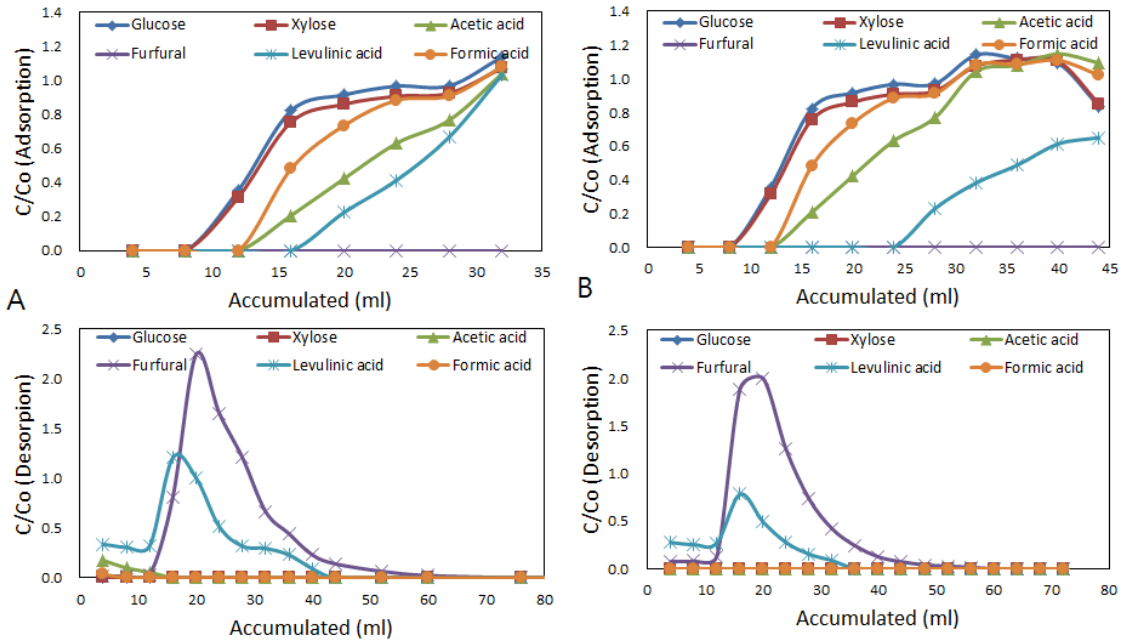 1.4
1.2
1.0
0.8
0.6
0.4
0.2
0.0
C/Co (Adsorption)
Glucose Xylose Acetic acid
Furfural Levulinic acid Formic acid
0 5 10 15 20 25 30 35
Accumulated (ml)
A
1.4
1.2
1.0
0.8
0.6
0.4
0.2
0.0
C/Co (Adsorption)
Glucose Xylose Acetic acid
Furfural Levulinic acid Formic acid
0 5 10 15 20 25 30 35 40 45
Accumulated (ml)
B
2.5
2.0
1.5
1.0
0.5
0.0
C/Co (Desorpion)
Glucose Xylose Acetic acid
Furfural Levulinic acid Formic acid
0 10 20 30 40 50 60 70 80
Accumulated (ml)
2.5
2.0
1.5
1.0
0.5
0.0
C/Co (Desorption)
Glucose Xylose Acetic acid
Furfural Levulinic acid Formic acid
0 10 20 30 40 50 60 70 80
Accumulated (ml)